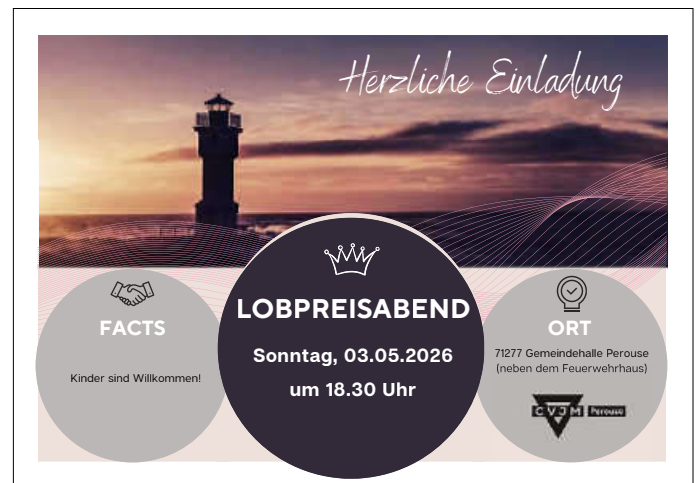 Herzliche Einladung
LOBPREISABEND
Sonntag, 03.05.2026
um 18.30 Uhr
FACTS
Kinder sind Willkommen!
ORT
71277 Gemeindehalle Perouse
(neben dem Feuerwehrhaus)
CVJM Perouse